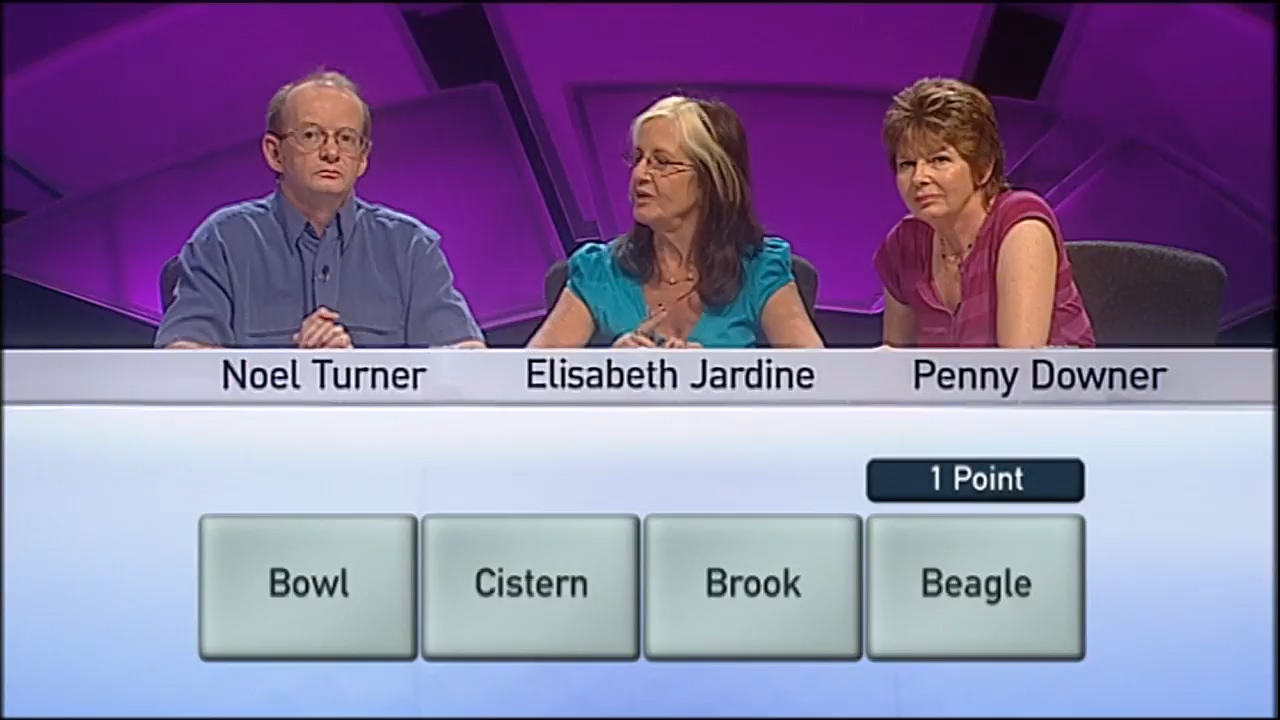 Noel Turner Elisabeth Jardine Penny Downer
1 Point
Bowl Cistern Brook Beagle